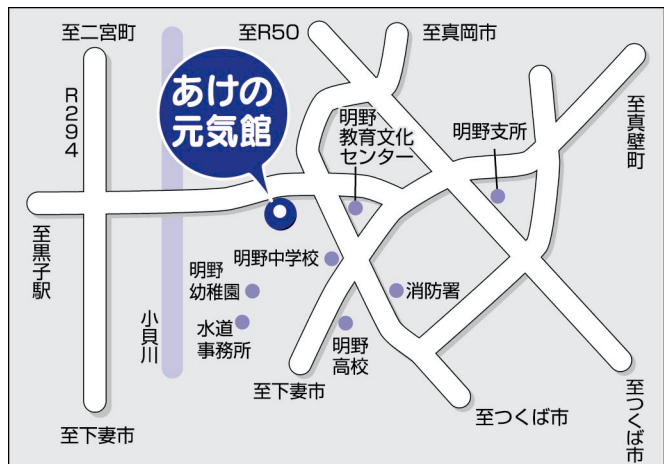 至二宮町
至R50
至真岡市
R294
あけの
元気館
明野
教育文化
センター
明野支所
至真壁町
至黒子駅
小貝川
明野中学校
明野
幼稚園
消防署
水道
事務所
明野
高校
至下妻市
至下妻市
至つくば市
至つくば市